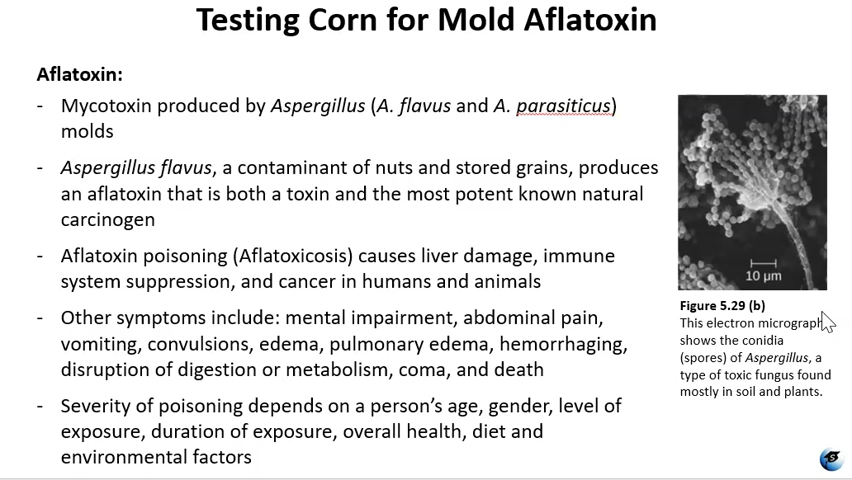 Testing Corn for Mold Aflatoxin
Aflatoxin:
- Mycotoxin produced by Aspergillus (A. flavus and A. parasiticus)
molds
- Aspergillus flavus, a contaminant of nuts and stored grains, produces
an aflatoxin that is both a toxin and the most potent known natural
carcinogen
- Aflatoxin poisoning (Aflatoxicosis) causes liver damage, immune
system suppression, and cancer in humans and animals
- Other symptoms include: mental impairment, abdominal pain,
vomiting, convulsions, edema, pulmonary edema, hemorrhaging,
disruption of digestion or metabolism, coma, and death
- Severity of poisoning depends on a person’s age, gender, level of
exposure, duration of exposure, overall health, diet and
environmental factors
10 µm
Figure 5.29 (b)
This electron micrograph
shows the conidia
(spores) of Aspergillus, a
type of toxic fungus found
mostly in soil and plants.
S